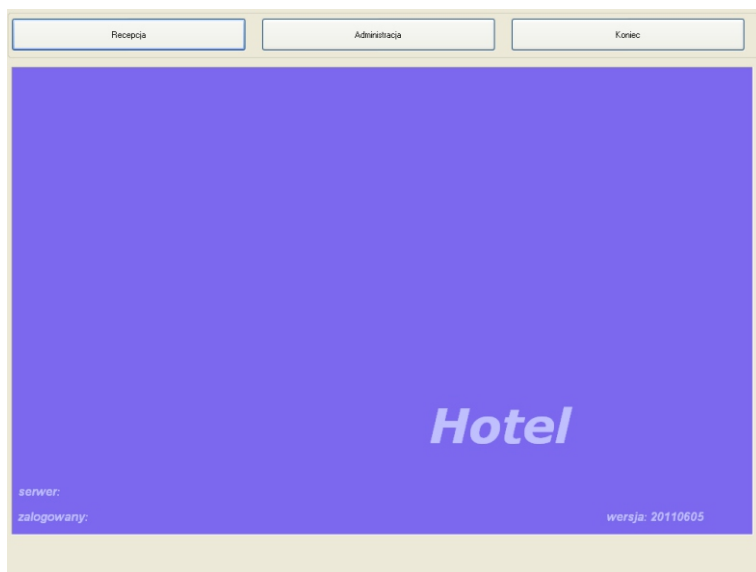 Recepcja
Administracja
Koniec
Hotel
serwer:
zalogowany:
wersja: 20110605